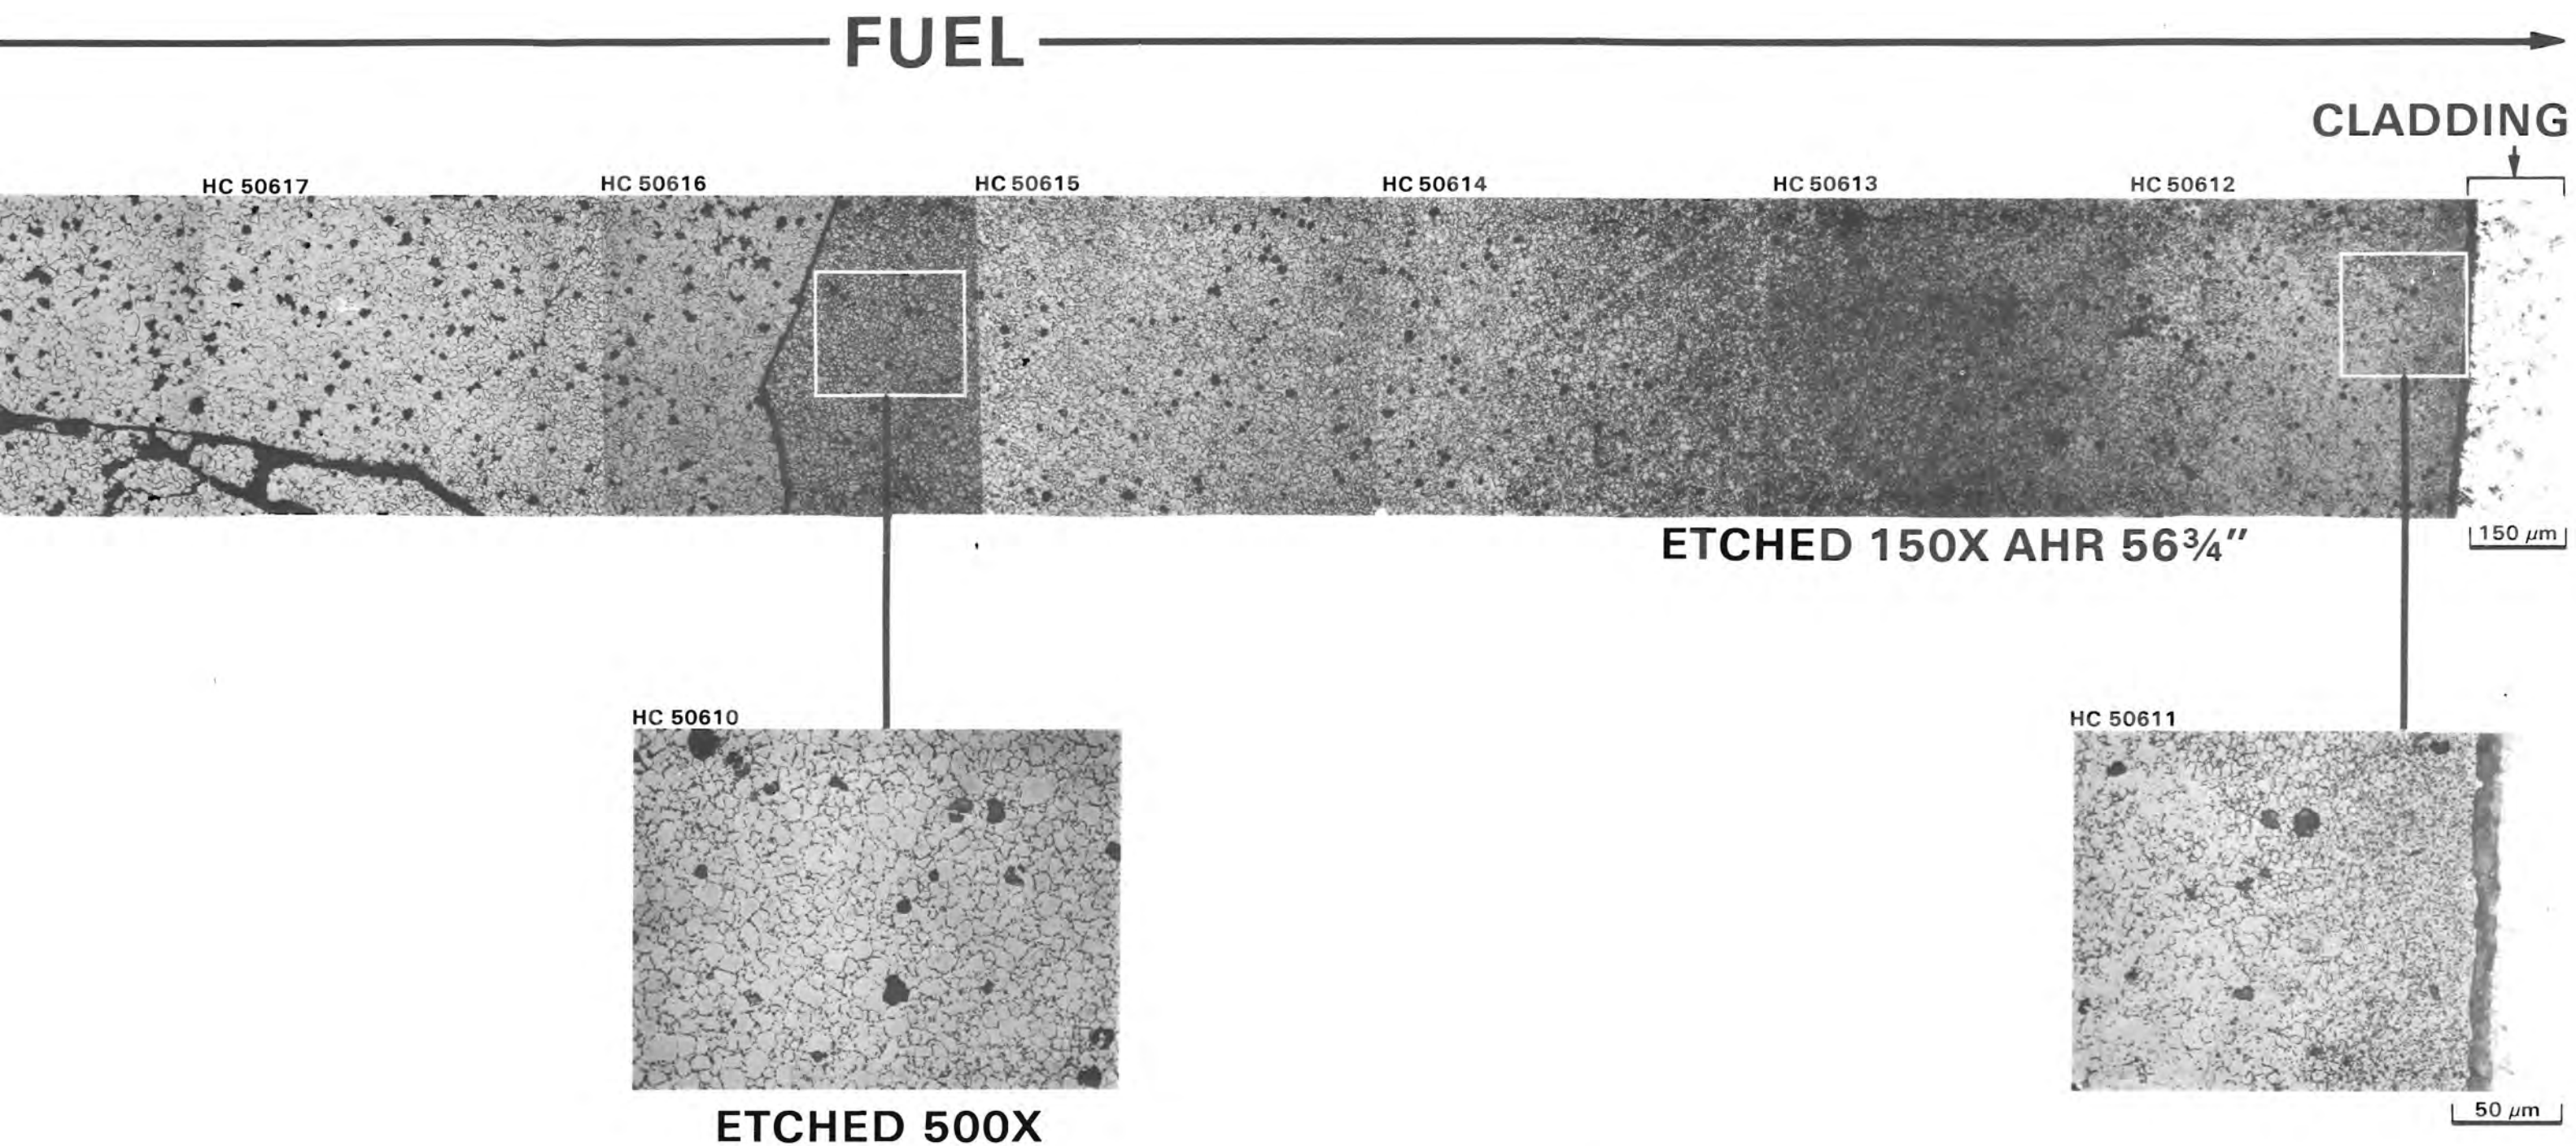 FUEL
CLADDING
HC 50617
HC 50616
HC 50615
HC 50614
HC 50613
HC 50612
150 μm
ETCHED 150X AHR 56¾″
HC 50610
HC 50611
50 μm
ETCHED 500X